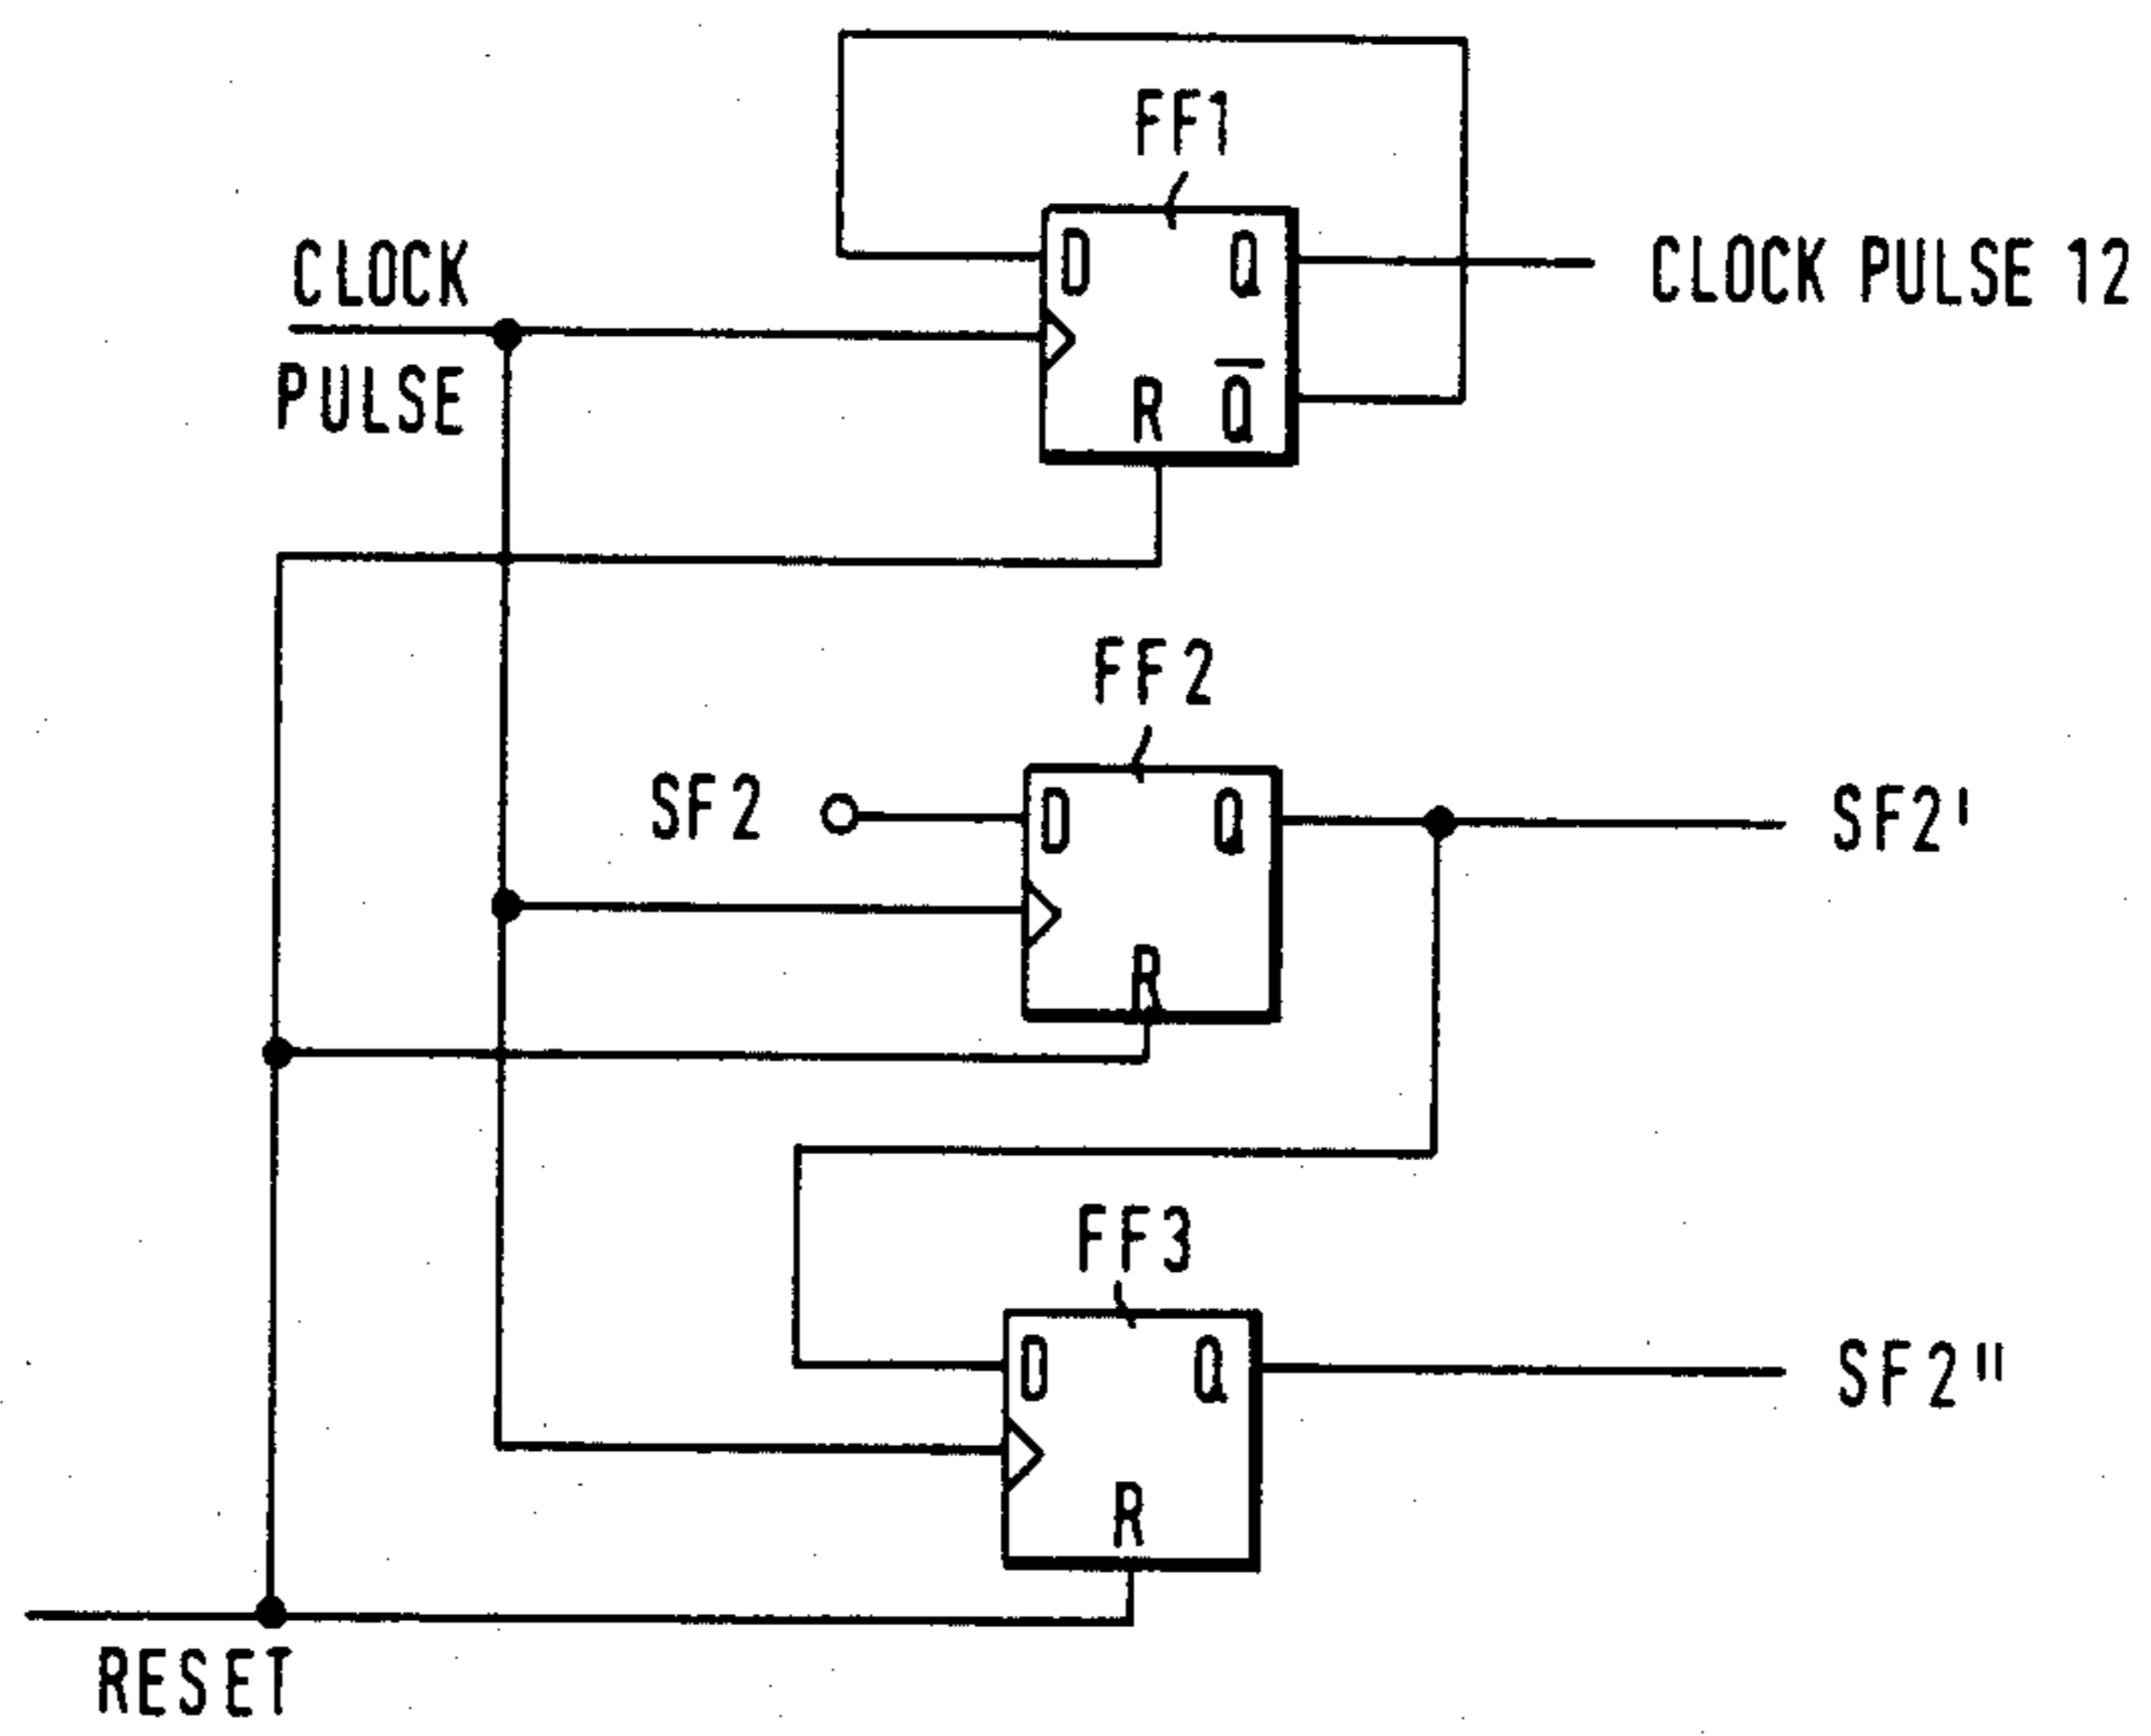 FF1
CLOCK
PULSE
D Q
CLOCK PULSE 12
R Q̅
FF2
SF2
D Q
SF2'
R
FF3
D Q
SF2"
R
RESET